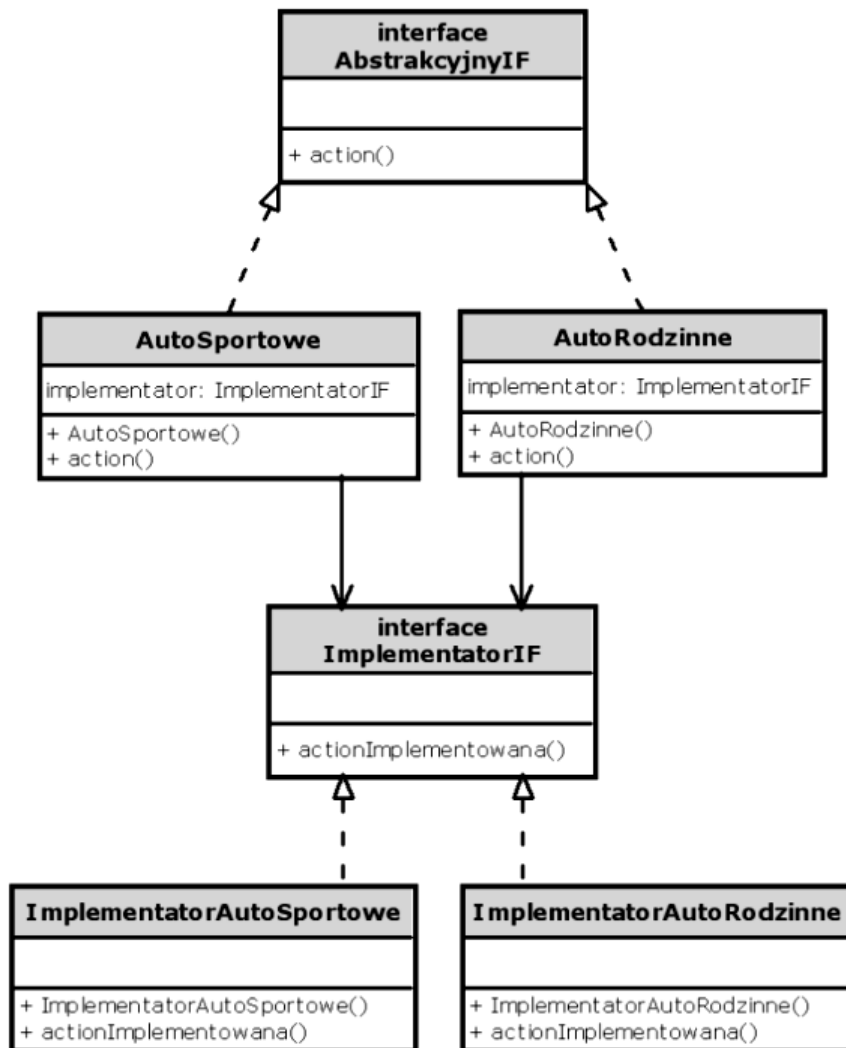 interface
AbstrakcyjnyIF
+ action()
AutoSportowe
implementator: ImplementatorIF
+ AutoSportowe()
+ action()
AutoRodzinne
implementator: ImplementatorIF
+ AutoRodzinne()
+ action()
interface
ImplementatorIF
+ actionImplementowana()
ImplementatorAutoSportowe
+ ImplementatorAutoSportowe()
+ actionImplementowana()
ImplementatorAutoRodzinne
+ ImplementatorAutoRodzinne()
+ actionImplementowana()